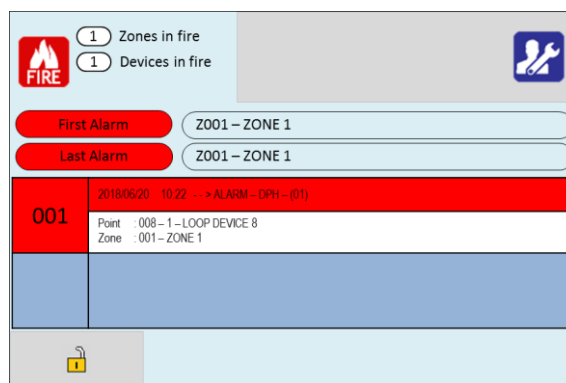 1 Zones in fire
1 Devices in fire
FIRE
First Alarm Z001 – ZONE 1
Last Alarm Z001 – ZONE 1
001
2018/06/20 10:22 - - > ALARM – DPH – (01)
Point : 008 – 1 – LOOP DEVICE 8
Zone : 001 – ZONE 1